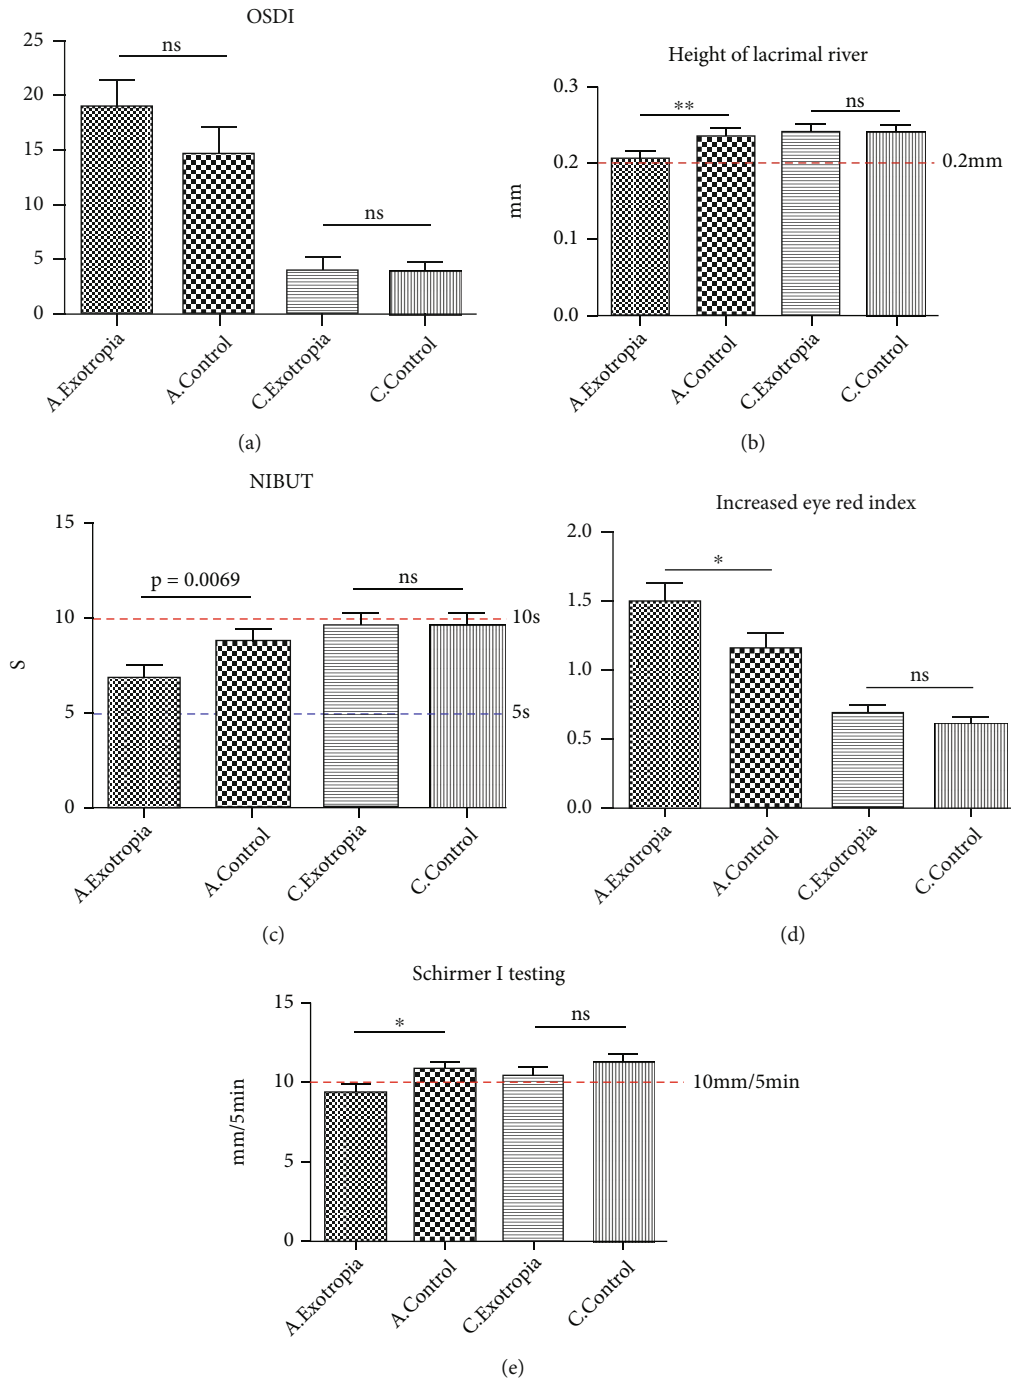 OSDI
25
20
15
10
5
0
ns
ns
A.Exotropia
A.Control
C.Exotropia
C.Control
(a)
Height of lacrimal river
mm
0.3
0.2
0.1
0.0
**
ns
0.2mm
A.Exotropia
A.Control
C.Exotropia
C.Control
(b)
NIBUT
S
15
10
5
0
p = 0.0069
ns
10s
5s
A.Exotropia
A.Control
C.Exotropia
C.Control
(c)
Increased eye red index
2.0
1.5
1.0
0.5
0.0
*
ns
A.Exotropia
A.Control
C.Exotropia
C.Control
(d)
Schirmer I testing
mm/5min
15
10
5
0
*
ns
10mm/5min
A.Exotropia
A.Control
C.Exotropia
C.Control
(e)